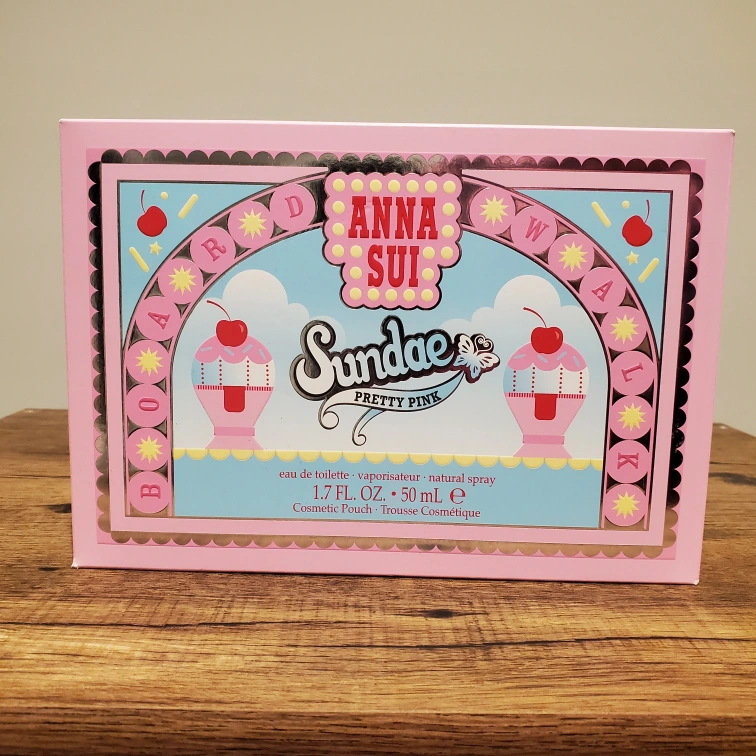 BOARDWALK
ANNA
SUI
Sundae
PRETTY PINK
eau de toilette · vaporisateur · natural spray
1.7 FL. OZ. • 50 mL ℮
Cosmetic Pouch · Trousse Cosmétique